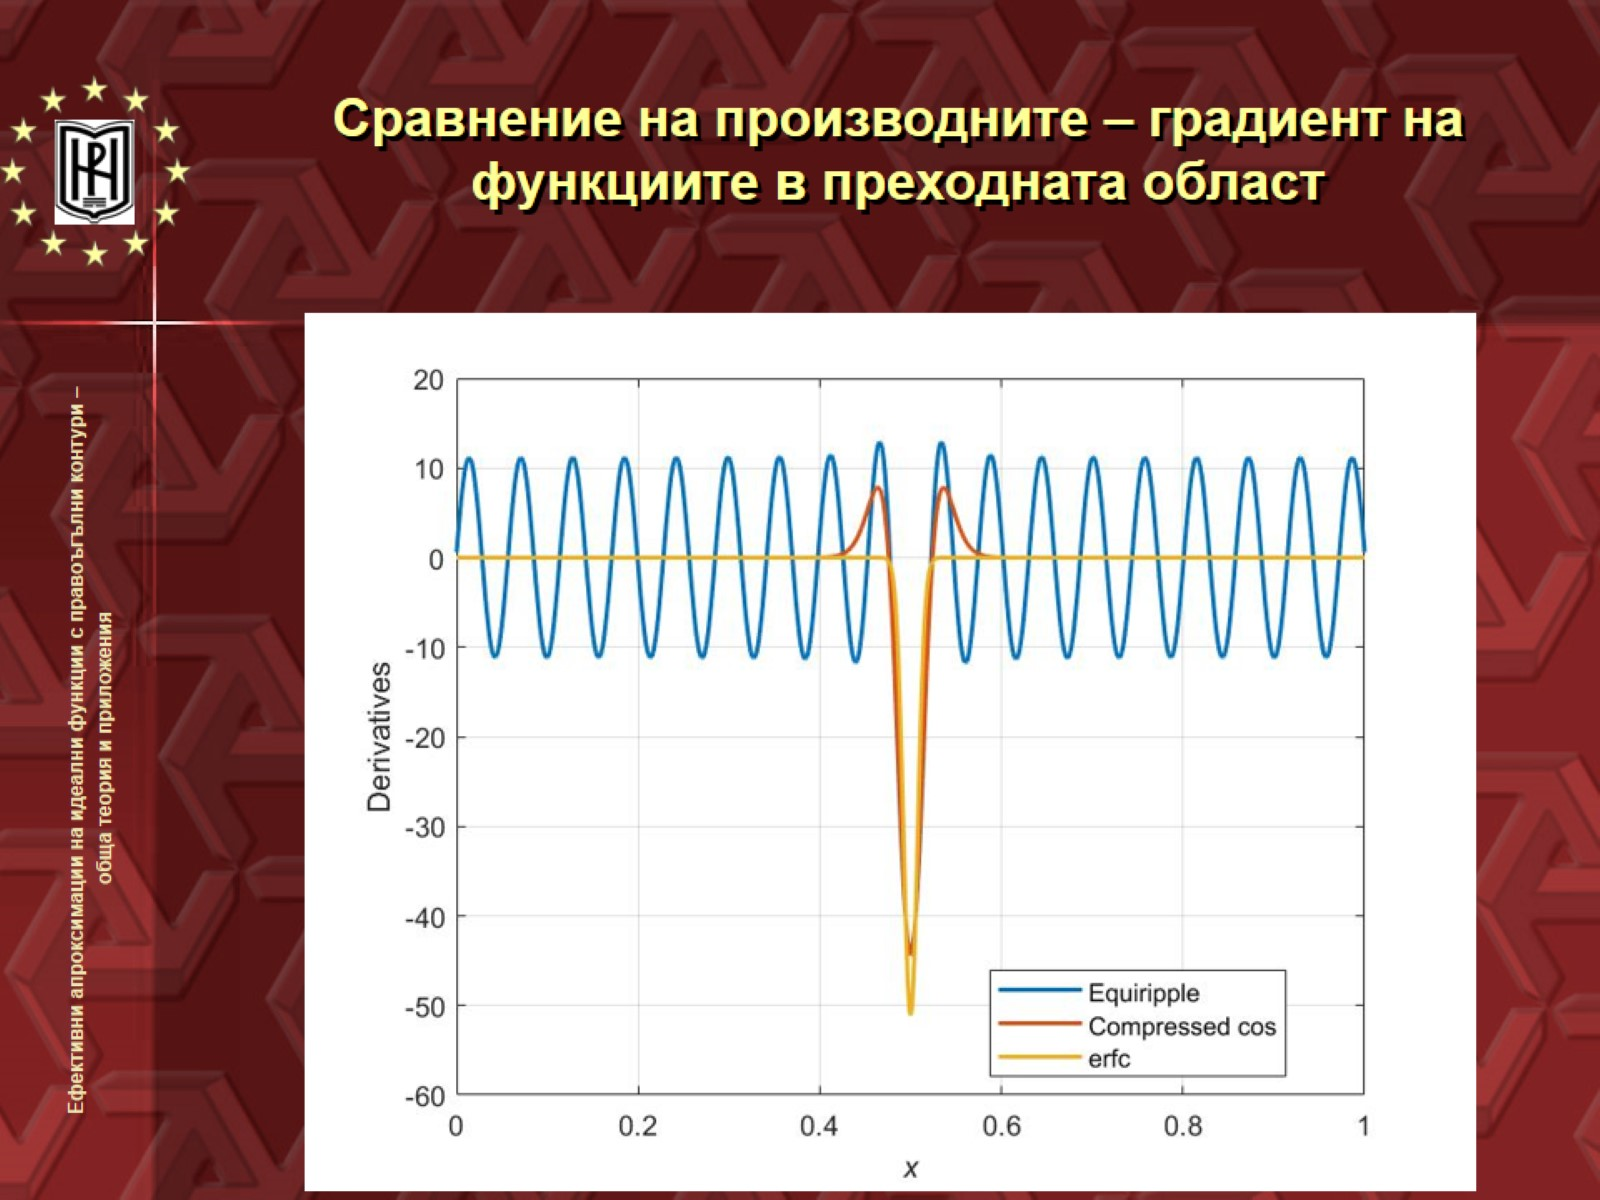 Сравнение на производните – градиент на
функциите в преходната област
Ефективни апроксимации на идеални функции с правоъгълни контури –
обща теория и приложения
20
10
0
-10
-20
-30
-40
-50
-60
Derivatives
0 0.2 0.4 0.6 0.8 1
x
Equiripple
Compressed cos
erfc